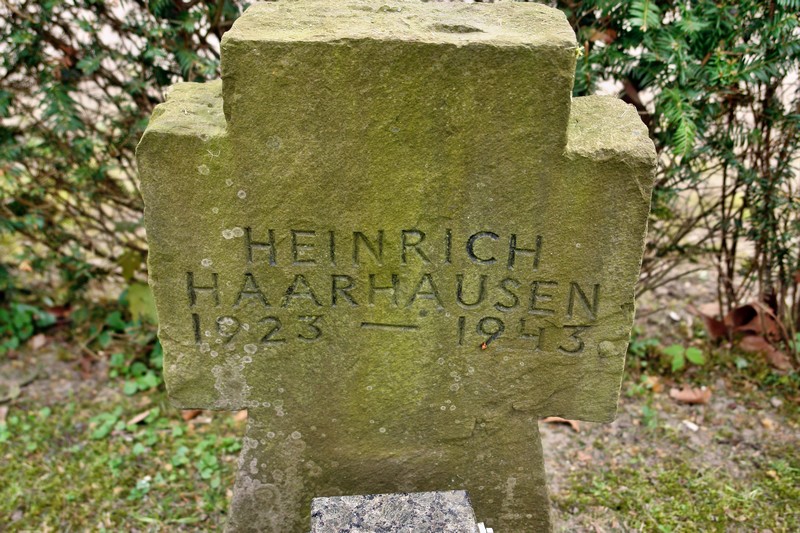 HEINRICH
HAARHAUSEN
1923 — 1943